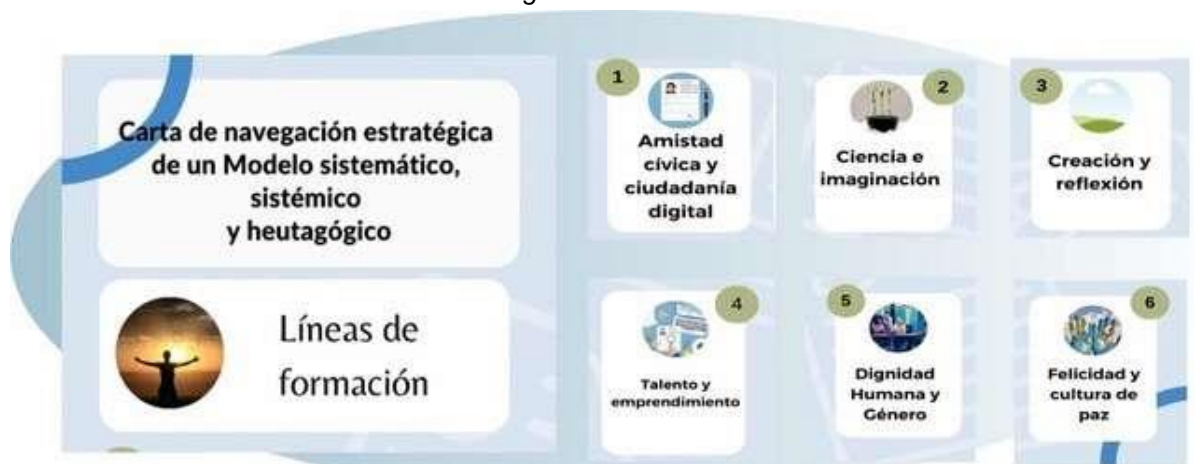 Carta de navegación estratégica
de un Modelo sistemático,
sistémico
y heutagógico
Líneas de
formación
1
Amistad
cívica y
ciudadanía
digital
2
Ciencia e
imaginación
3
Creación y
reflexión
4
Talento y
emprendimiento
5
Dignidad
Humana y
Género
6
Felicidad y
cultura de
paz